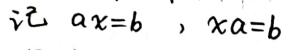 记 ax=b , xa=b